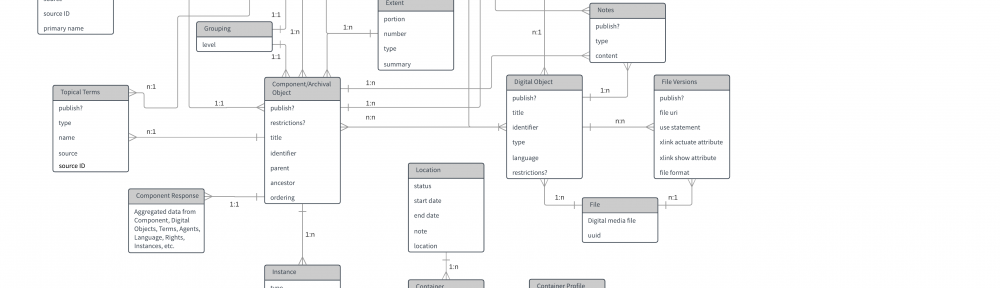 source
source ID
primary name
1:1
Grouping
level
1:1
1:n
1:n
Extent
portion
number
type
summary
n:1
Notes
publish?
type
content
Topical Terms
publish?
type
name
source
source ID
n:1
n:1
1:1
Component/Archival
Object
publish?
restrictions?
title
identifier
parent
ancestor
ordering
1:n
1:n
n:n
Digital Object
publish?
title
identifier
type
language
restrictions?
1:n
n:n
File Versions
publish?
file uri
use statement
xlink actuate attribute
xlink show attribute
file format
Component Response
Aggregated data from
Component, Digital
Objects, Terms, Agents,
Language, Rights,
Instances, etc.
1:1
1:n
Location
status
start date
end date
note
location
1:n
1:n
n:1
File
Digital media file
uuid
Instance
type
Container
Container Profile